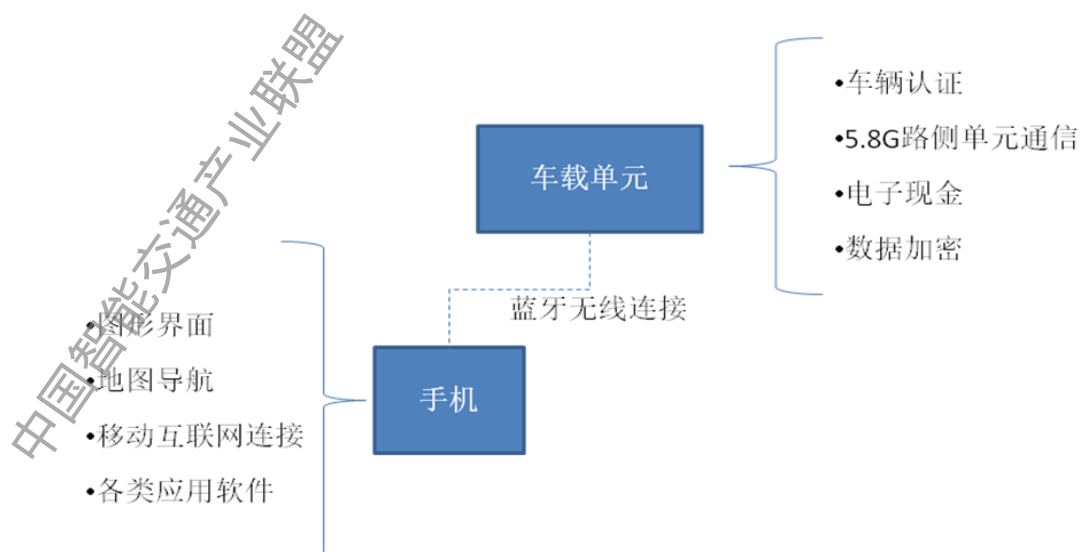 中国智能交通产业联盟
•车辆认证
•5.8G路侧单元通信
•电子现金
•数据加密
车载单元
蓝牙无线连接
手机
•图形界面
•地图导航
•移动互联网连接
•各类应用软件